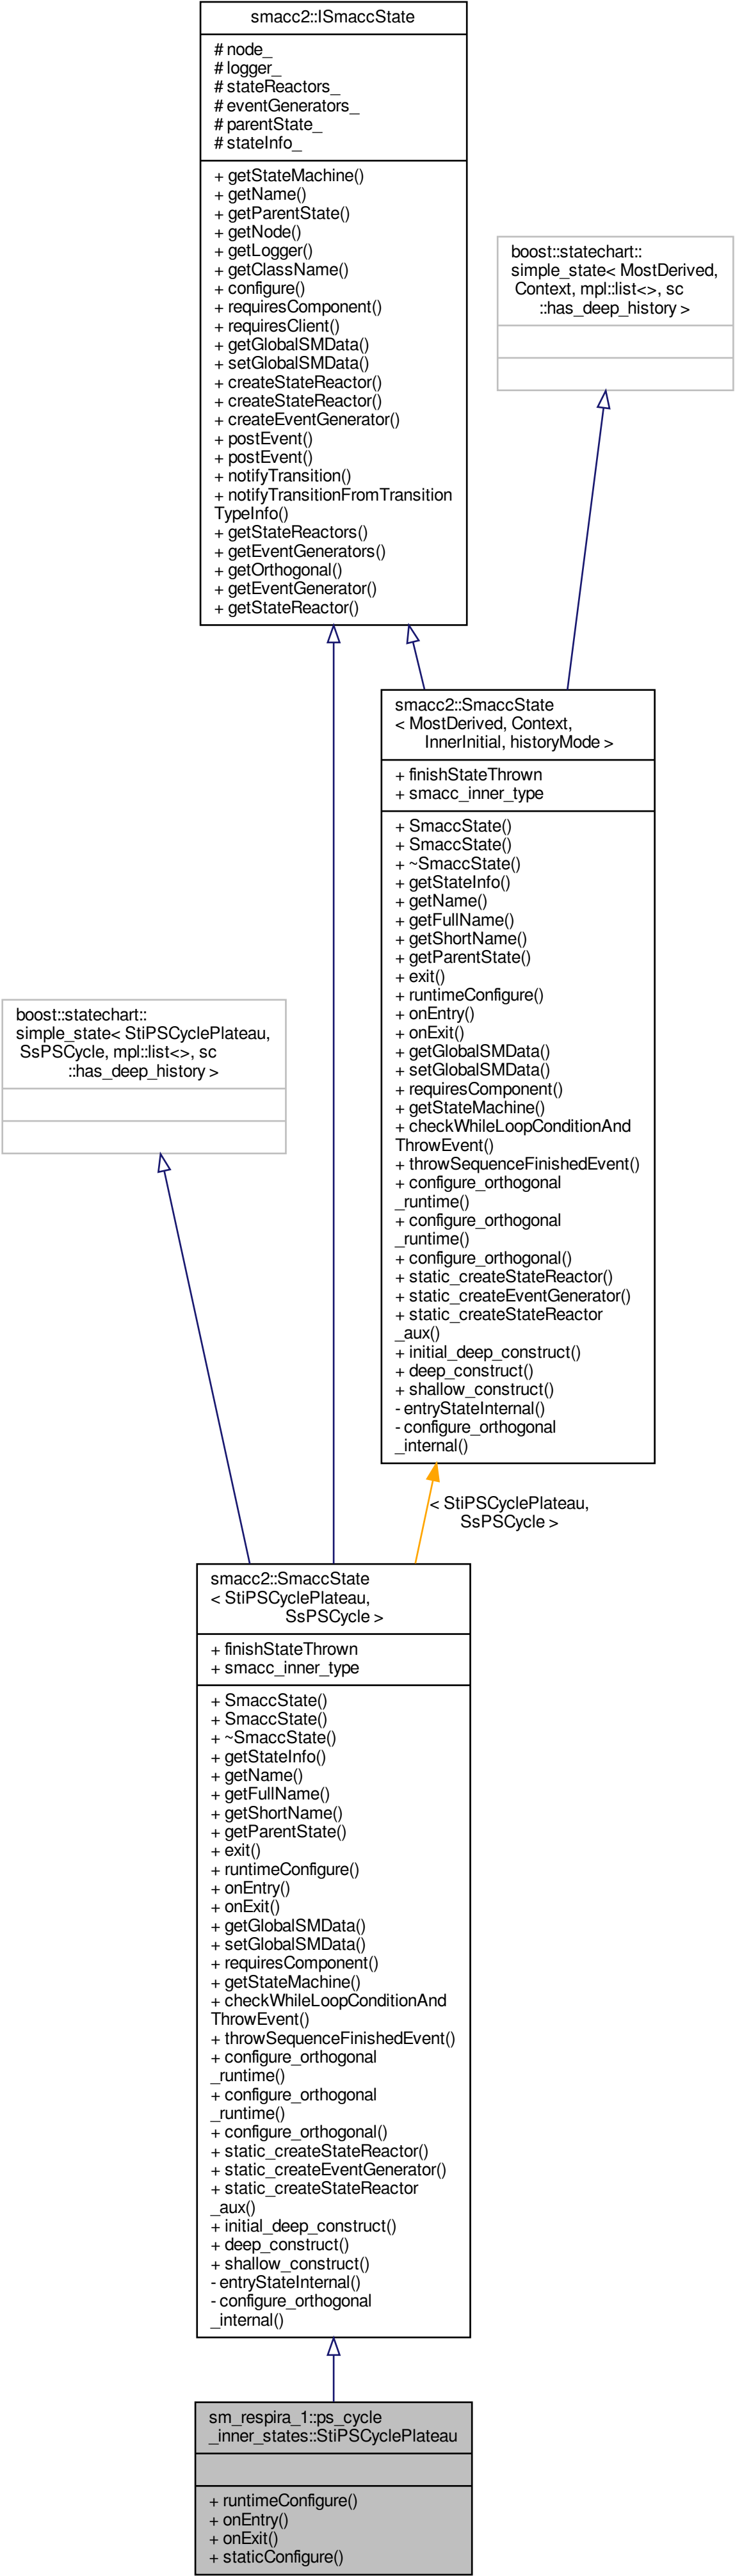 smacc2::ISmaccState
# node_
# logger_
# stateReactors_
# eventGenerators_
# parentState_
# stateInfo_
+ getStateMachine()
+ getName()
+ getParentState()
+ getNode()
+ getLogger()
+ getClassName()
+ configure()
+ requiresComponent()
+ requiresClient()
+ getGlobalSMData()
+ setGlobalSMData()
+ createStateReactor()
+ createStateReactor()
+ createEventGenerator()
+ postEvent()
+ postEvent()
+ notifyTransition()
+ notifyTransitionFromTransition
TypeInfo()
+ getStateReactors()
+ getEventGenerators()
+ getOrthogonal()
+ getEventGenerator()
+ getStateReactor()
boost::statechart::
simple_state< MostDerived,
Context, mpl::list<>, sc
::has_deep_history >
smacc2::SmaccState
< MostDerived, Context,
InnerInitial, historyMode >
+ finishStateThrown
+ smacc_inner_type
+ SmaccState()
+ SmaccState()
+ ~SmaccState()
+ getStateInfo()
+ getName()
+ getFullName()
+ getShortName()
+ getParentState()
+ exit()
+ runtimeConfigure()
+ onEntry()
+ onExit()
+ getGlobalSMData()
+ setGlobalSMData()
+ requiresComponent()
+ getStateMachine()
+ checkWhileLoopConditionAnd
ThrowEvent()
+ throwSequenceFinishedEvent()
+ configure_orthogonal
_runtime()
+ configure_orthogonal
_runtime()
+ configure_orthogonal()
+ static_createStateReactor()
+ static_createEventGenerator()
+ static_createStateReactor
_aux()
+ initial_deep_construct()
+ deep_construct()
+ shallow_construct()
- entryStateInternal()
- configure_orthogonal
_internal()
boost::statechart::
simple_state< StiPSCyclePlateau,
SsPSCycle, mpl::list<>, sc
::has_deep_history >
< StiPSCyclePlateau,
SsPSCycle >
smacc2::SmaccState
< StiPSCyclePlateau,
SsPSCycle >
+ finishStateThrown
+ smacc_inner_type
+ SmaccState()
+ SmaccState()
+ ~SmaccState()
+ getStateInfo()
+ getName()
+ getFullName()
+ getShortName()
+ getParentState()
+ exit()
+ runtimeConfigure()
+ onEntry()
+ onExit()
+ getGlobalSMData()
+ setGlobalSMData()
+ requiresComponent()
+ getStateMachine()
+ checkWhileLoopConditionAnd
ThrowEvent()
+ throwSequenceFinishedEvent()
+ configure_orthogonal
_runtime()
+ configure_orthogonal
_runtime()
+ configure_orthogonal()
+ static_createStateReactor()
+ static_createEventGenerator()
+ static_createStateReactor
_aux()
+ initial_deep_construct()
+ deep_construct()
+ shallow_construct()
- entryStateInternal()
- configure_orthogonal
_internal()
sm_respira_1::ps_cycle
_inner_states::StiPSCyclePlateau
+ runtimeConfigure()
+ onEntry()
+ onExit()
+ staticConfigure()